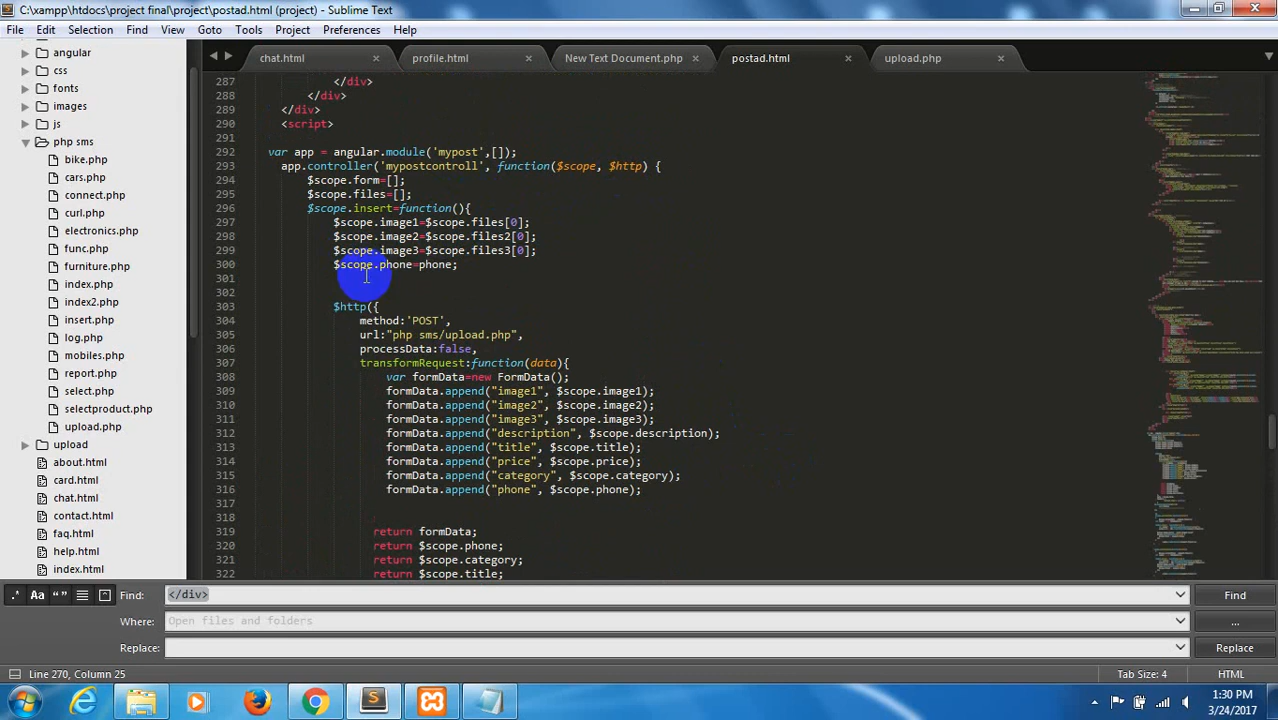 C:\xampp\htdocs\project final\project\postad.html (project) - Sublime Text
File Edit Selection Find View Goto Tools Project Preferences Help
angular
css
fonts
images
js
php sms
bike.php
cars.php
connect.php
curl.php
electronics.php
func.php
furniture.php
index.php
index2.php
insert.php
log.php
mobiles.php
report.php
select.php
selectproduct.php
upload.php
upload
about.html
card.html
chat.html
contact.html
faq.html
help.html
index.html
chat.html profile.html New Text Document.php postad.html upload.php
287 </div>
288 </div>
289 </div>
290 <script>
291
292 var app = angular.module('mypost',[]);
293 app.controller('mypostcontroll', function($scope, $http) {
294 $scope.form=[];
295 $scope.files=[];
296 $scope.insert=function(){
297 $scope.image1=$scope.files[0];
298 $scope.image2=$scope.files2[0];
299 $scope.image3=$scope.files3[0];
300 $scope.phone=phone;
301
302
303 $http({
304 method:'POST',
305 url:"php sms/upload.php",
306 processData:false,
307 transformRequest:function(data){
308 var formData=new FormData();
309 formData.append("image1", $scope.image1);
310 formData.append("image2", $scope.image2);
311 formData.append("image3", $scope.image3);
312 formData.append("description", $scope.description);
313 formData.append("title", $scope.title);
314 formData.append("price", $scope.price);
315 formData.append("category", $scope.category);
316 formData.append("phone", $scope.phone);
317
318
319 return formData;
320 return $scope.phone;
321 return $scope.category;
322 return $scope.title;
.* Aa “ ” Find: </div> Find
Where: Open files and folders ...
Replace: Replace
Line 270, Column 25 Tab Size: 4 HTML
1:30 PM
3/24/2017